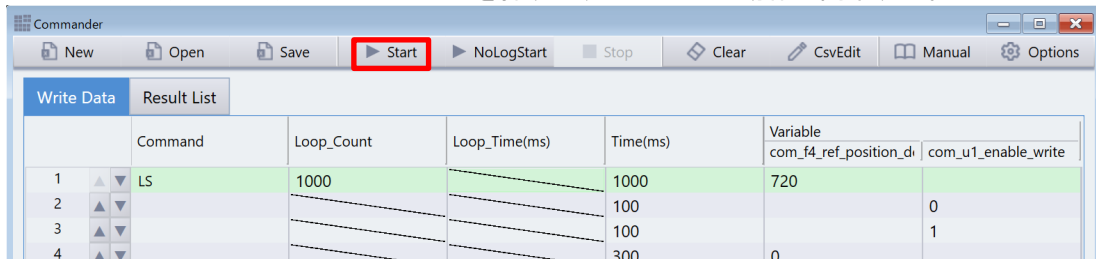 Commander
New Open Save Start NoLogStart Stop Clear CsvEdit Manual Options
Write Data Result List
Command Loop_Count Loop_Time(ms) Time(ms) Variable
com_f4_ref_position_d com_u1_enable_write
1 LS 1000 1000 720
2 100 0
3 100 1
4 300 0